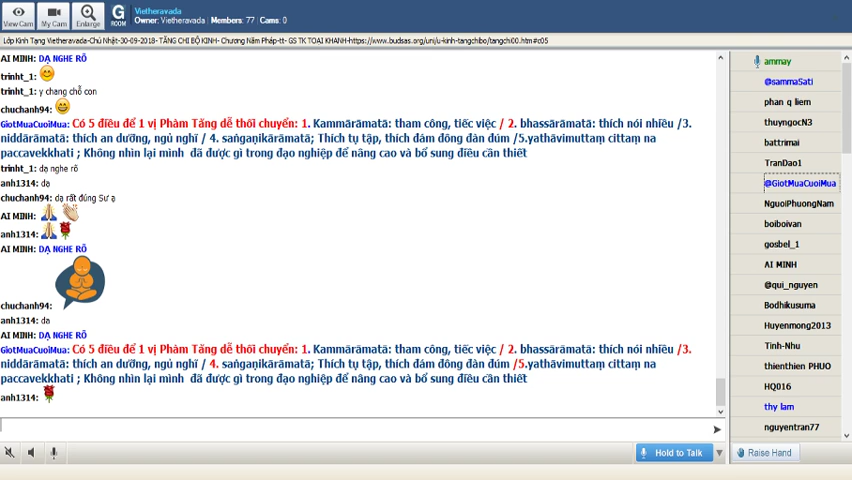 View Cam
My Cam
Enlarge
G
ROOM
Vietheravada
Owner: Vietheravada | Members: 77 | Cams: 0
Lớp Kinh Tạng Vietheravada-Chủ Nhật-30-09-2018- TĂNG CHI BỘ KINH- Chương Năm Pháp-tt- GS TK TOAI KHANH-https://www.budsas.org/uni/u-kinh-tangchibo/tangchi00.htm#c05
AI MINH: DẠ NGHE RÕ
trinht_1:
trinht_1: y chang chỗ con
chuchanh94:
GiotMuaCuoiMua: Có 5 điều để 1 vị Phàm Tăng dễ thối chuyển: 1. Kammārāmatā: tham công, tiếc việc / 2. bhassārāmatā: thích nói nhiều /3.
niddārāmatā: thích an dưỡng, ngủ nghĩ / 4. saṅgaṇikārāmatā; Thích tụ tập, thích đám đông đàn đúm /5.yathāvimuttaṃ cittaṃ na
paccavekkhati ; Không nhìn lại mình đã được gì trong đạo nghiệp để nâng cao và bổ sung điều cần thiết
trinht_1: dạ nghe rõ
anh1314: dạ
chuchanh94: dạ rất đúng Sư ạ
AI MINH:
anh1314:
AI MINH: DẠ NGHE RÕ
chuchanh94:
anh1314: dạ
AI MINH: DẠ NGHE RÕ
GiotMuaCuoiMua: Có 5 điều để 1 vị Phàm Tăng dễ thối chuyển: 1. Kammārāmatā: tham công, tiếc việc / 2. bhassārāmatā: thích nói nhiều /3.
niddārāmatā: thích an dưỡng, ngủ nghĩ / 4. saṅgaṇikārāmatā; Thích tụ tập, thích đám đông đàn đúm /5.yathāvimuttaṃ cittaṃ na
paccavekkhati ; Không nhìn lại mình đã được gì trong đạo nghiệp để nâng cao và bổ sung điều cần thiết
anh1314:
Hold to Talk
ammay
@sammaSati
phan q liem
thuyngocN3
battrimai
TranDao1
@GiotMuaCuoiMua
NguoiPhuongNam
boiboivan
gosbel_1
AI MINH
@qui_nguyen
Bodhikusuma
Huyenmong2013
Tinh-Nhu
thienthien PHUO
HQ016
thy lam
nguyentran77
Raise Hand